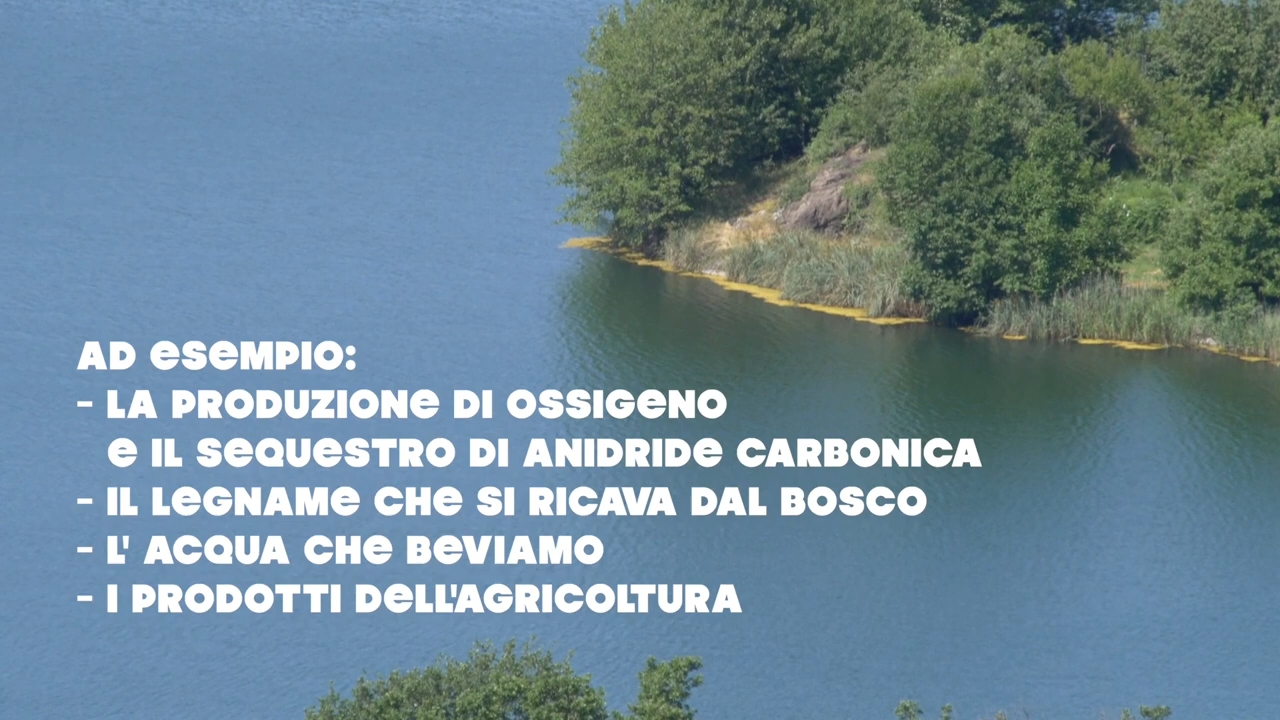 AD ESEMPIO:
- LA PRODUZIONE DI OSSIGENO
E IL SEQUESTRO DI ANIDRIDE CARBONICA
- IL LEGNAME CHE SI RICAVA DAL BOSCO
- L' ACQUA CHE BEVIAMO
- I PRODOTTI DELL'AGRICOLTURA